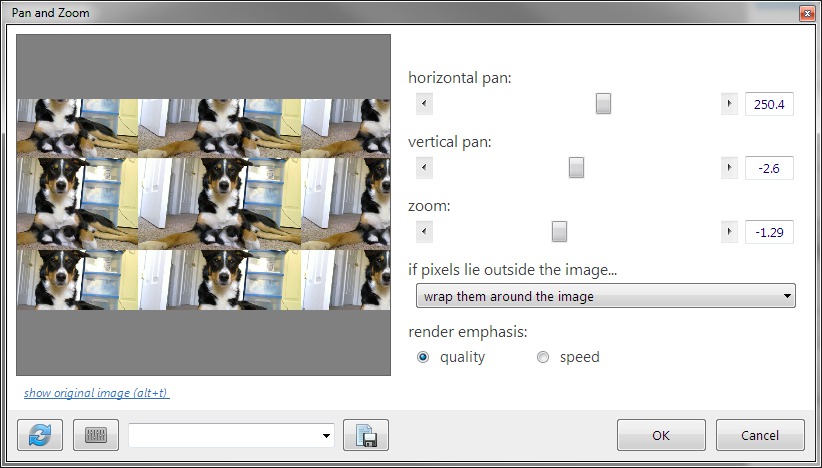 Pan and Zoom
horizontal pan:
250.4
vertical pan:
-2.6
zoom:
-1.29
if pixels lie outside the image...
wrap them around the image
render emphasis:
quality speed
show original image (alt+t)
OK Cancel